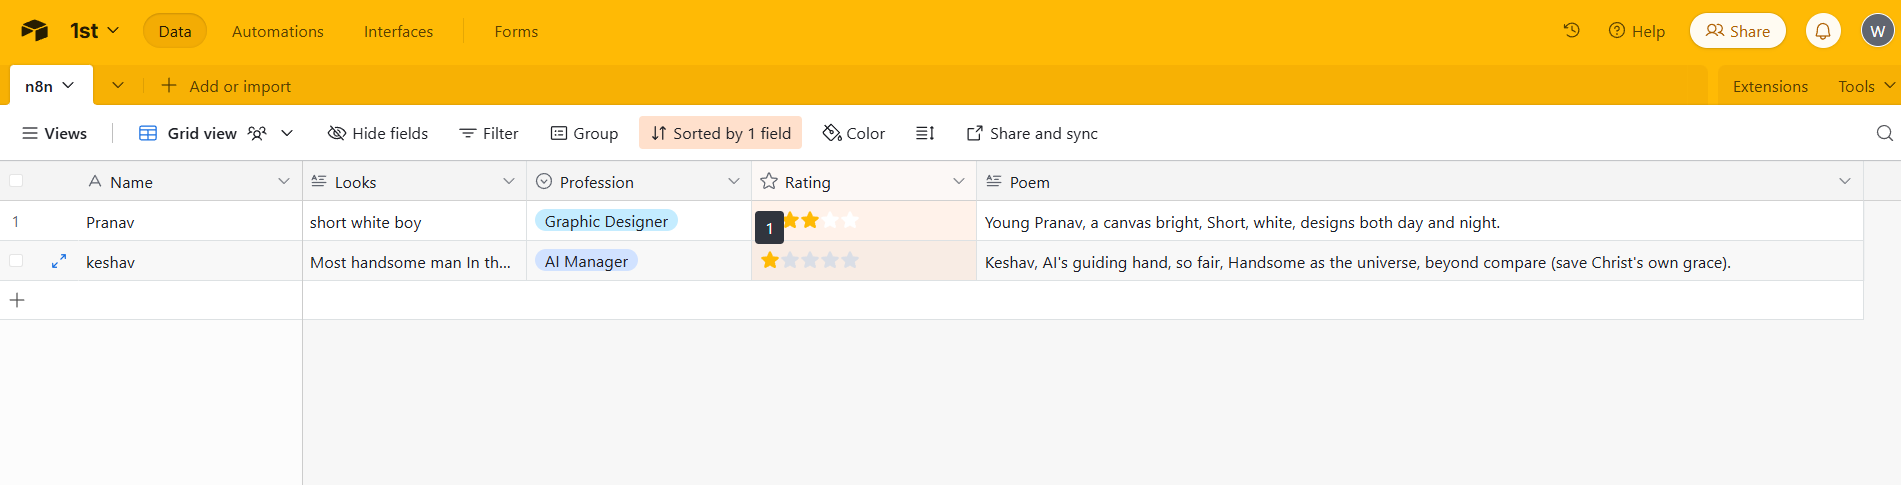 1st Data Automations Interfaces Forms Help Share W
n8n Add or import Extensions Tools
Views Grid view Hide fields Filter Group Sorted by 1 field Color Share and sync
Name Looks Profession Rating Poem
1 Pranav short white boy Graphic Designer 1 Young Pranav, a canvas bright, Short, white, designs both day and night.
keshav Most handsome man In th... AI Manager Keshav, AI's guiding hand, so fair, Handsome as the universe, beyond compare (save Christ's own grace).